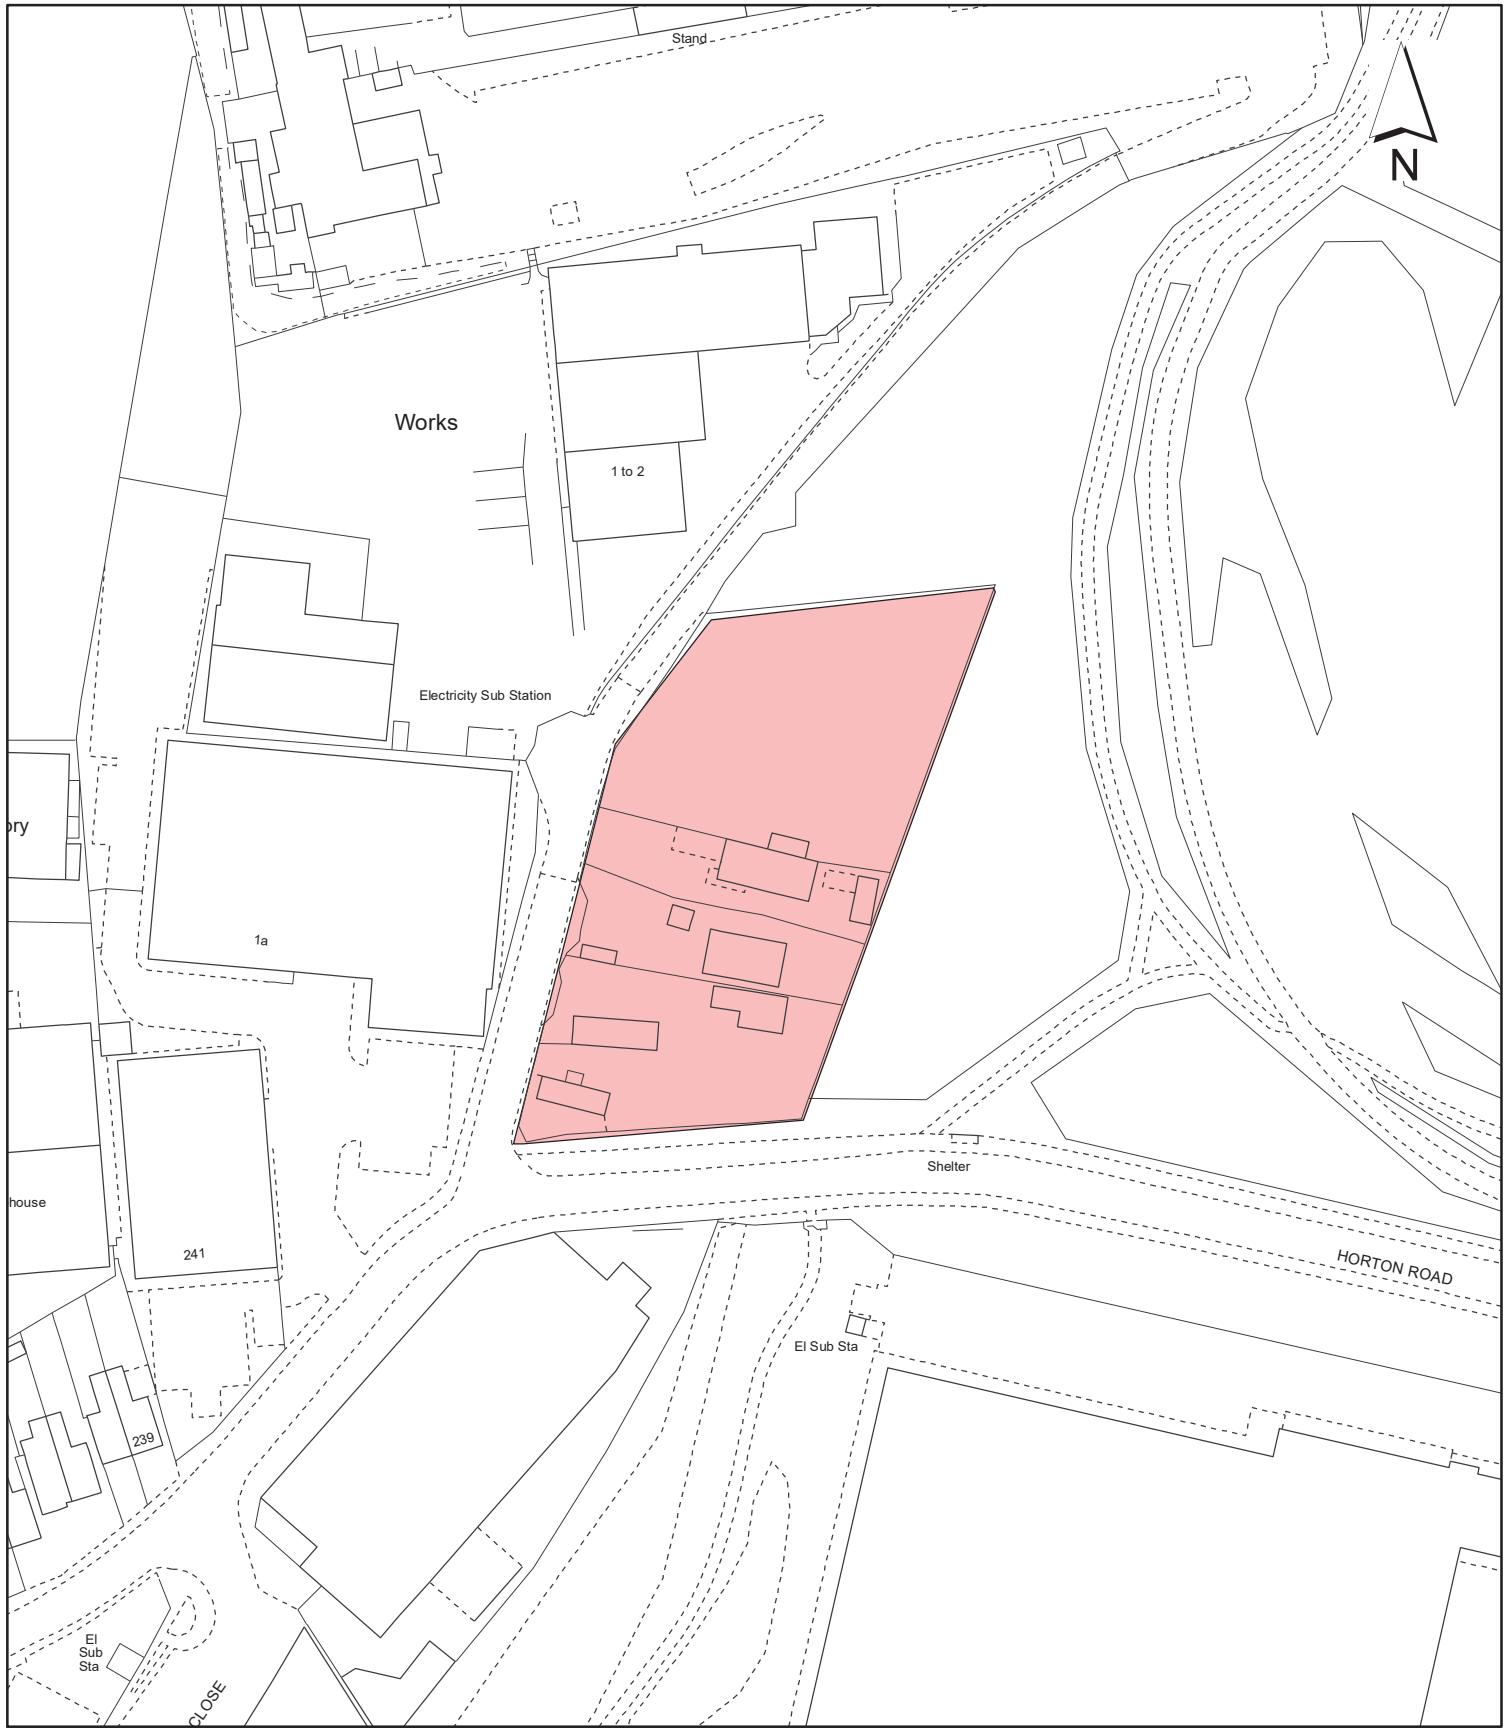 Stand
N
Works
1 to 2
Electricity Sub Station
ory
1a
Shelter
house
241
HORTON ROAD
El Sub Sta
239
El
Sub
Sta
CLOSE